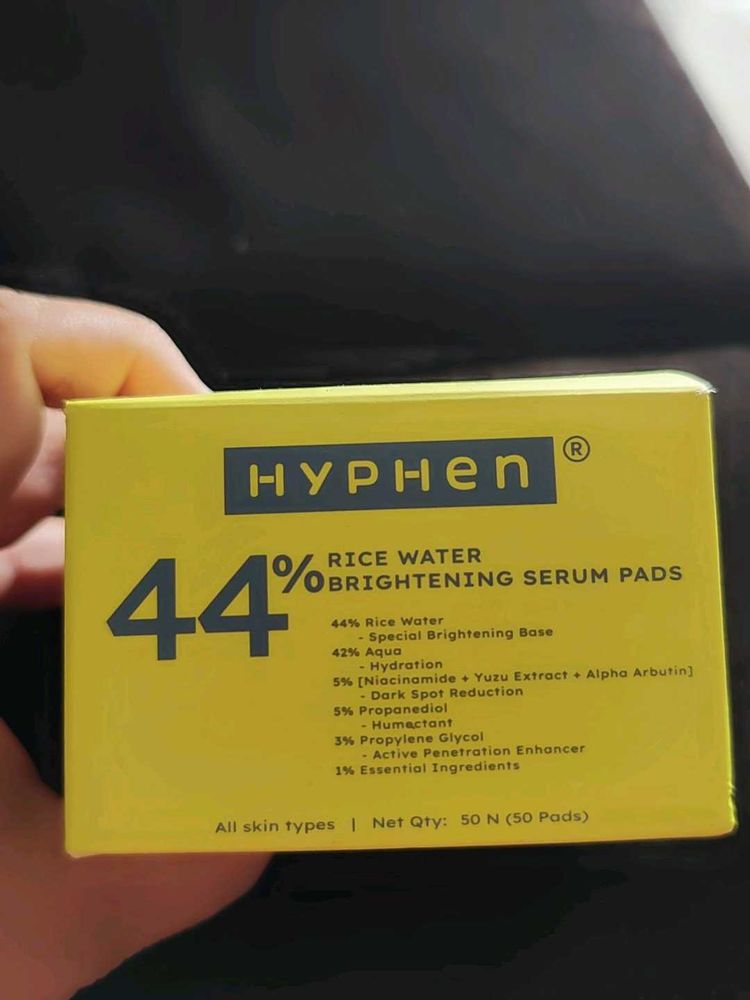 HYPHEN®
44% RICE WATER
BRIGHTENING SERUM PADS
44% Rice Water
- Special Brightening Base
42% Aqua
- Hydration
5% [Niacinamide + Yuzu Extract + Alpha Arbutin]
- Dark Spot Reduction
5% Propanediol
- Humectant
3% Propylene Glycol
- Active Penetration Enhancer
1% Essential Ingredients
All skin types | Net Qty: 50 N (50 Pads)